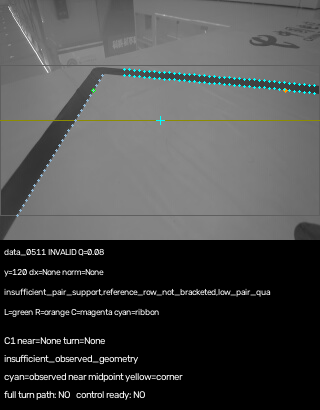 data_0511 INVALID Q=0.08
y=120 dx=None norm=None
insufficient_pair_support,reference_row_not_bracketed,low_pair_qua
L=green R=orange C=magenta cyan=ribbon
C1 near=None turn=None
insufficient_observed_geometry
cyan=observed near midpoint yellow=corner
full turn path: NO control ready: NO